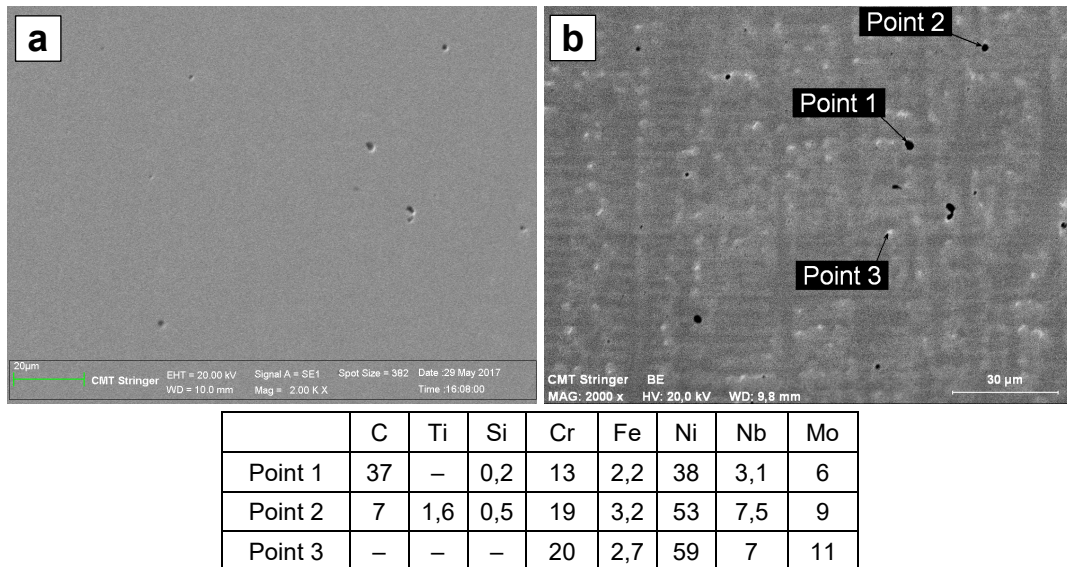 a
20µm
CMT Stringer
EHT = 20.00 kV
WD = 10.0 mm
Signal A = SE1
Mag = 2.00 K X
Spot Size = 382
Date :29 May 2017
Time :16:08:00
b
Point 2
Point 1
Point 3
CMT Stringer BE
MAG: 2000 x HV: 20,0 kV WD: 9,8 mm
30 µm
C Ti Si Cr Fe Ni Nb Mo
Point 1 37 – 0,2 13 2,2 38 3,1 6
Point 2 7 1,6 0,5 19 3,2 53 7,5 9
Point 3 – – – 20 2,7 59 7 11